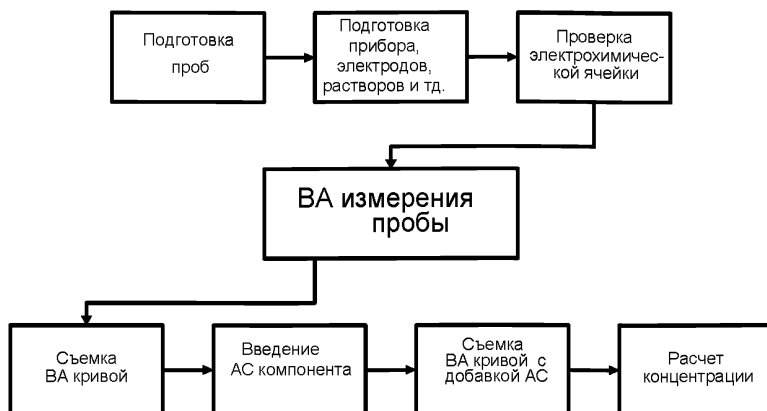 Подготовка
проб
Подготовка
прибора,
электродов,
растворов и тд.
Проверка
электрохимичес-
кой ячейки
ВА измерения
пробы
Съемка
ВА кривой
Введение
АС компонента
Съемка
ВА кривой с
добавкой АС
Расчет
концентрации